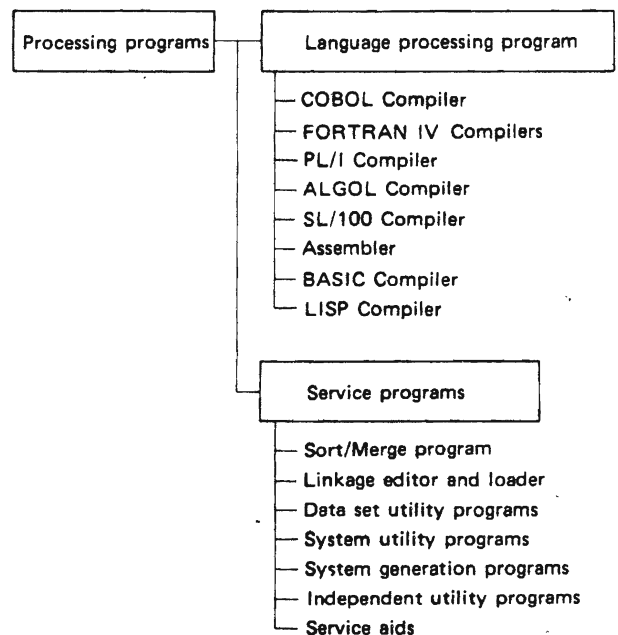 Processing programs
Language processing program
COBOL Compiler
FORTRAN IV Compilers
PL/I Compiler
ALGOL Compiler
SL/100 Compiler
Assembler
BASIC Compiler
LISP Compiler
Service programs
Sort/Merge program
Linkage editor and loader
Data set utility programs
System utility programs
System generation programs
Independent utility programs
Service aids